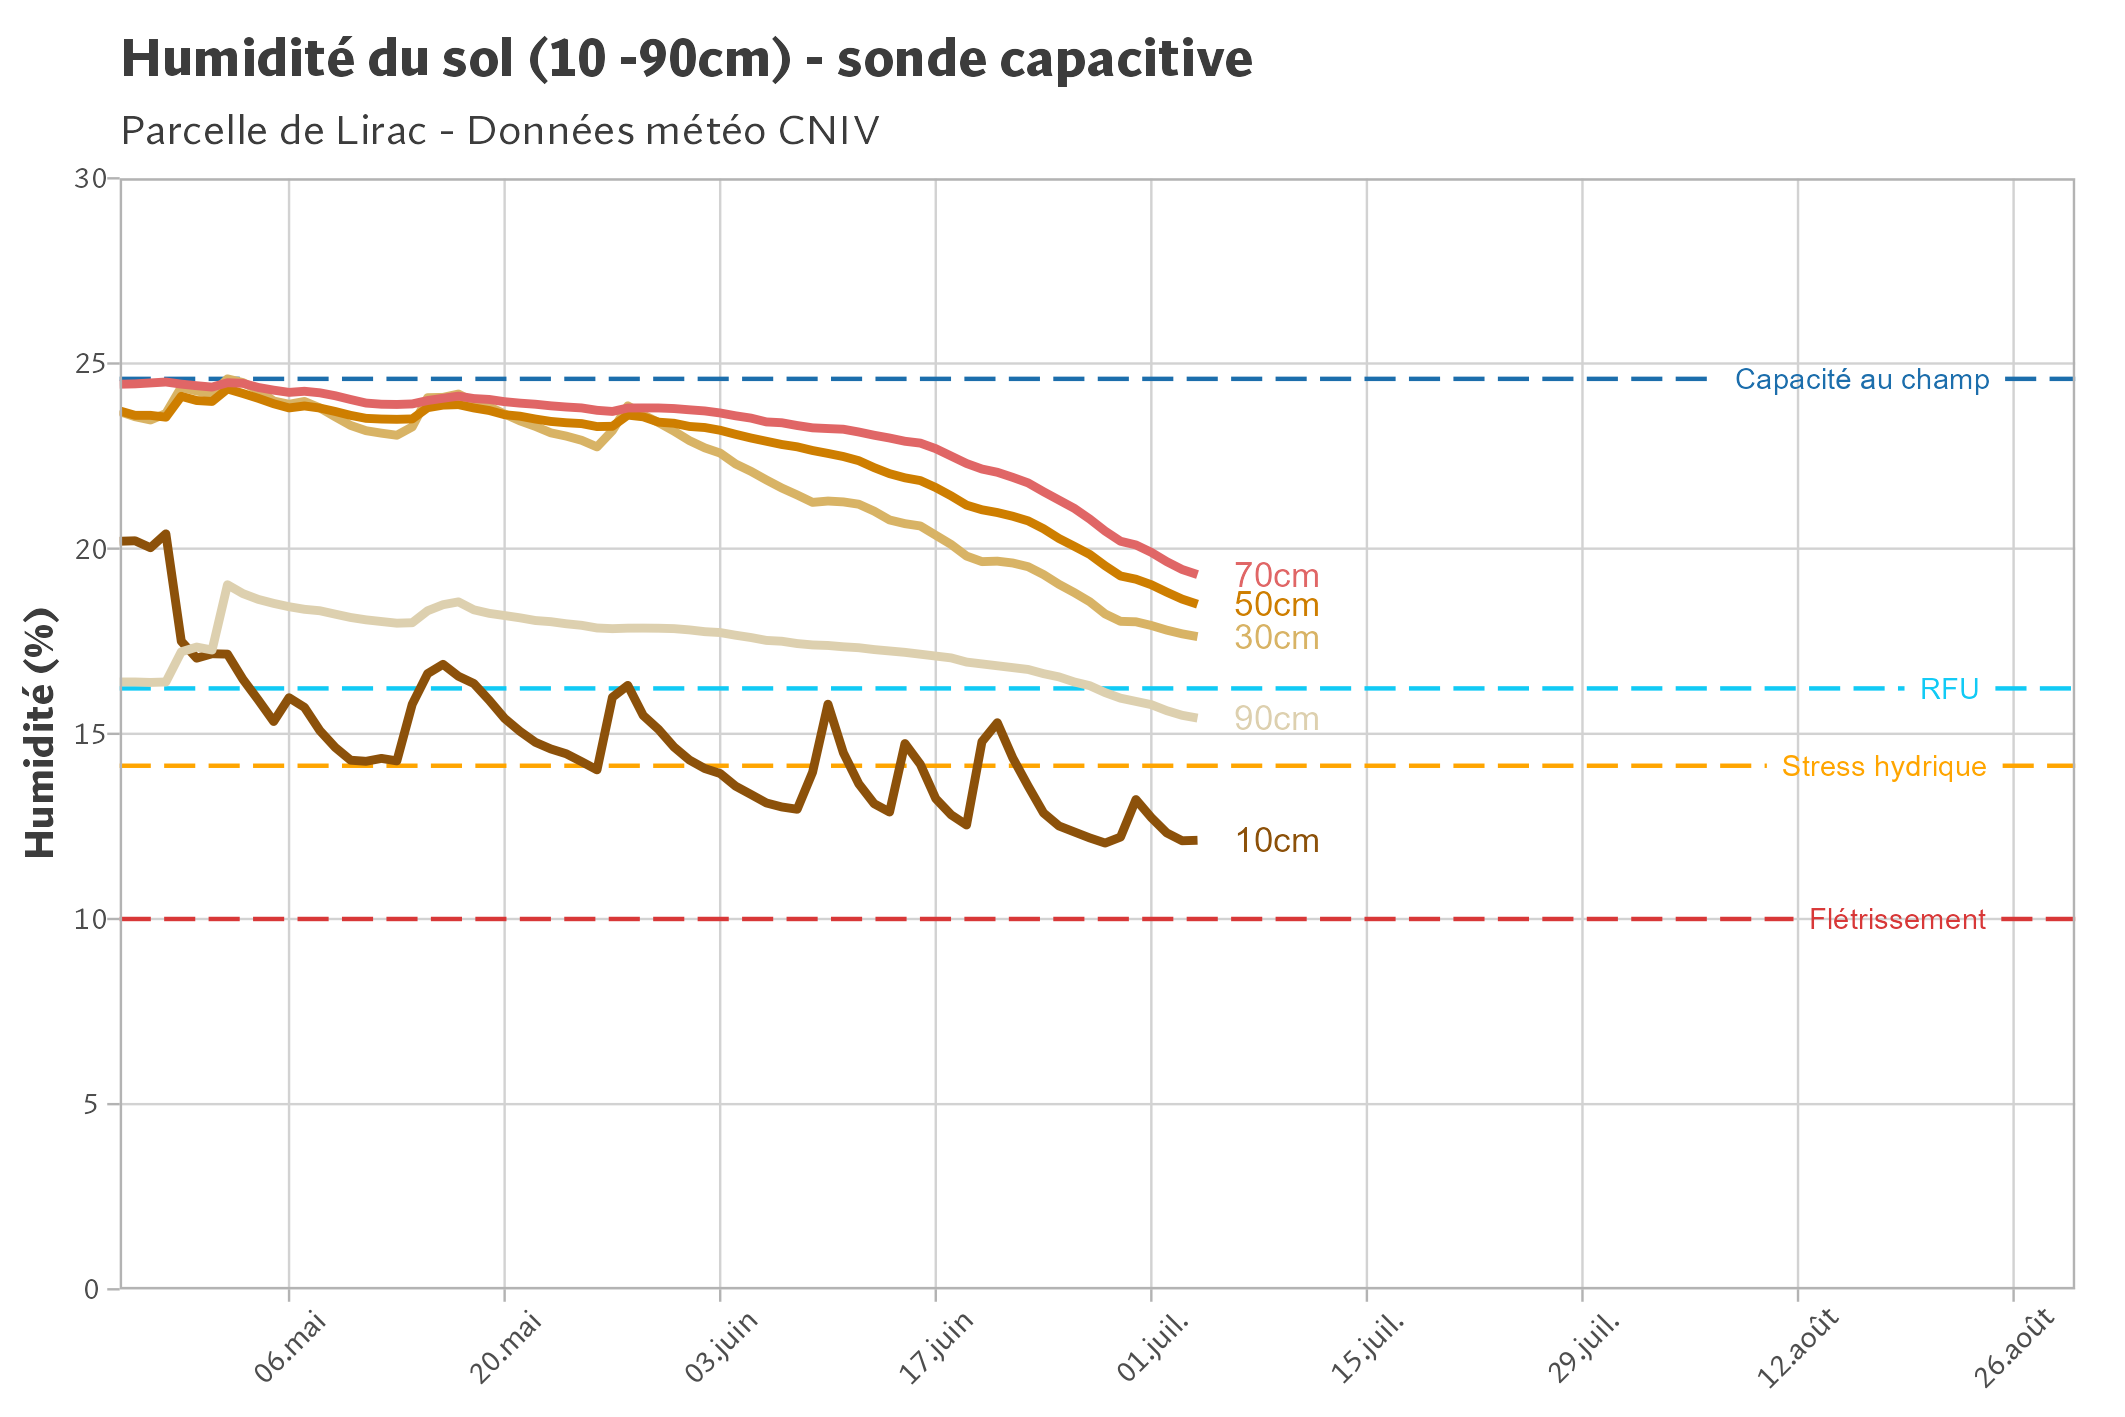 Humidité du sol (10 -90cm) - sonde capacitive
Parcelle de Lirac - Données météo CNIV
Humidité (%)
30
25
20
15
10
5
0
Capacité au champ
70cm
50cm
30cm
RFU
90cm
Stress hydrique
10cm
Flétrissement
06.mai
20.mai
03.juin
17.juin
01.juil.
15.juil.
29.juil.
12.août
26.août